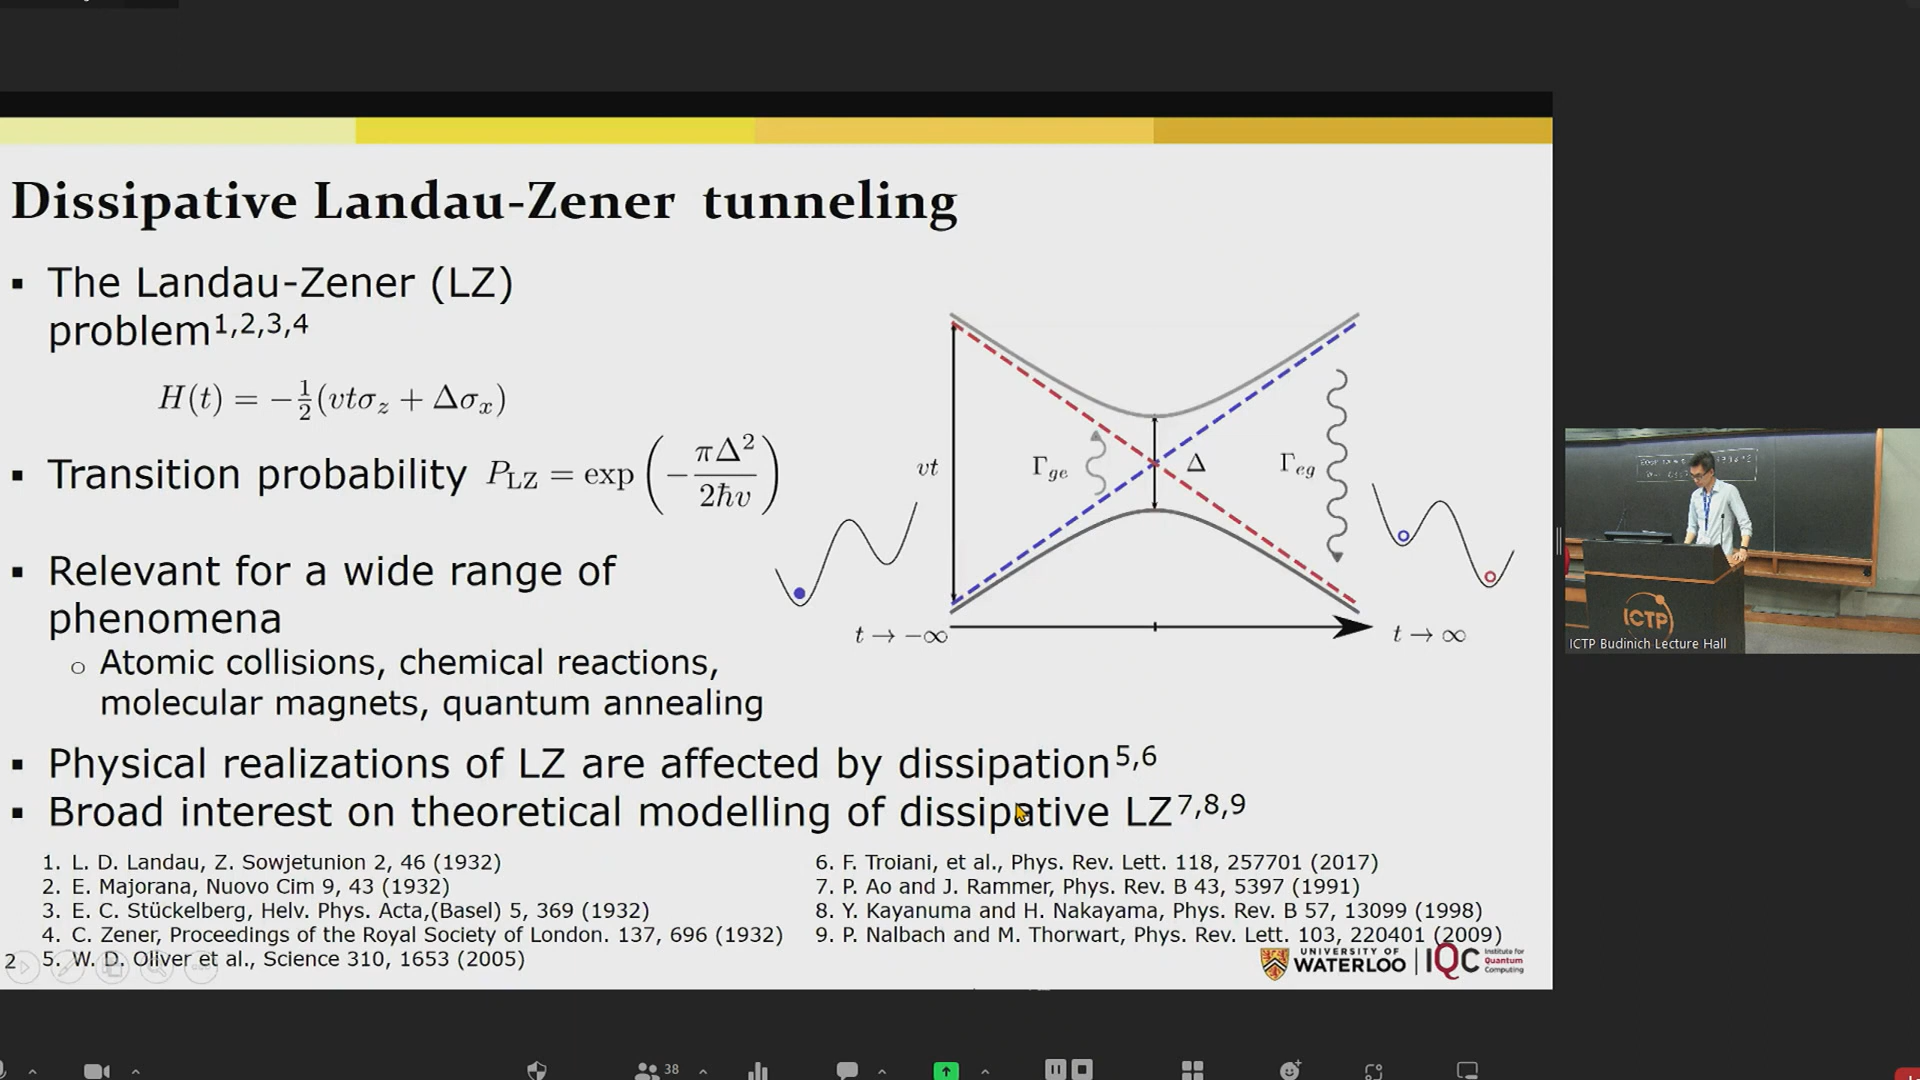 Dissipative Landau-Zener tunneling
▪ The Landau-Zener (LZ)
problem1,2,3,4
H(t) = −½(vtσz + Δσx)
▪ Transition probability P_LZ = exp(−πΔ²/2ħv)
▪ Relevant for a wide range of
phenomena
o Atomic collisions, chemical reactions,
molecular magnets, quantum annealing
vt
Γge
Δ
Γeg
t → −∞
t → ∞
▪ Physical realizations of LZ are affected by dissipation5,6
▪ Broad interest on theoretical modelling of dissipative LZ7,8,9
1. L. D. Landau, Z. Sowjetunion 2, 46 (1932)
2. E. Majorana, Nuovo Cim 9, 43 (1932)
3. E. C. Stückelberg, Helv. Phys. Acta,(Basel) 5, 369 (1932)
4. C. Zener, Proceedings of the Royal Society of London. 137, 696 (1932)
5. W. D. Oliver et al., Science 310, 1653 (2005)
6. F. Troiani, et al., Phys. Rev. Lett. 118, 257701 (2017)
7. P. Ao and J. Rammer, Phys. Rev. B 43, 5397 (1991)
8. Y. Kayanuma and H. Nakayama, Phys. Rev. B 57, 13099 (1998)
9. P. Nalbach and M. Thorwart, Phys. Rev. Lett. 103, 220401 (2009)
2
UNIVERSITY OF
WATERLOO
IQC
Institute for
Quantum
Computing
ICTP
ICTP Budinich Lecture Hall
38